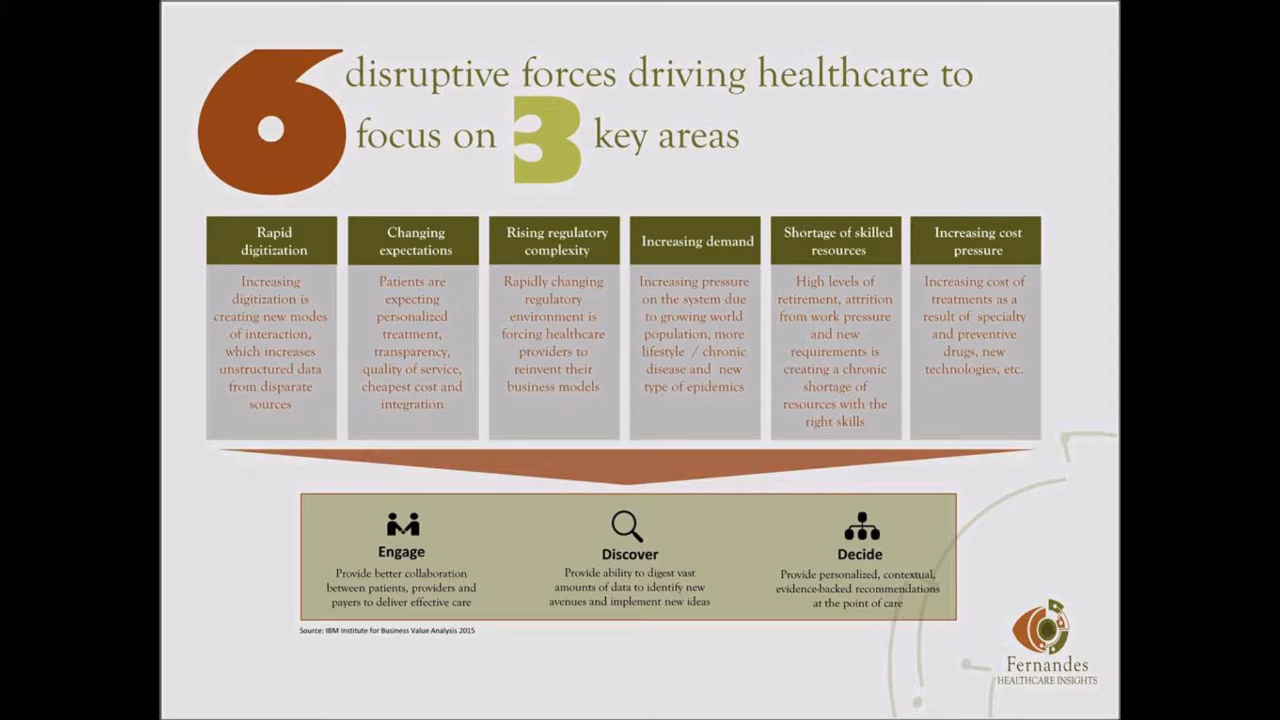 6 disruptive forces driving healthcare to
focus on 3 key areas
Rapid
digitization
Increasing
digitization is
creating new modes
of interaction,
which increases
unstructured data
from disparate
sources
Changing
expectations
Patients are
expecting
personalized
treatment,
transparency,
quality of service,
cheapest cost and
integration
Rising regulatory
complexity
Rapidly changing
regulatory
environment is
forcing healthcare
providers to
reinvent their
business models
Increasing demand
Increasing pressure
on the system due
to growing world
population, more
lifestyle / chronic
disease and new
type of epidemics
Shortage of skilled
resources
High levels of
retirement, attrition
from work pressure
and new
requirements is
creating a chronic
shortage of
resources with the
right skills
Increasing cost
pressure
Increasing cost of
treatments as a
result of specialty
and preventive
drugs, new
technologies, etc.
Engage
Provide better collaboration
between patients, providers and
payers to deliver effective care
Discover
Provide ability to digest vast
amounts of data to identify new
avenues and implement new ideas
Decide
Provide personalized, contextual,
evidence-backed recommendations
at the point of care
Source: IBM Institute for Business Value Analysis 2015
Fernandes
HEALTHCARE INSIGHTS